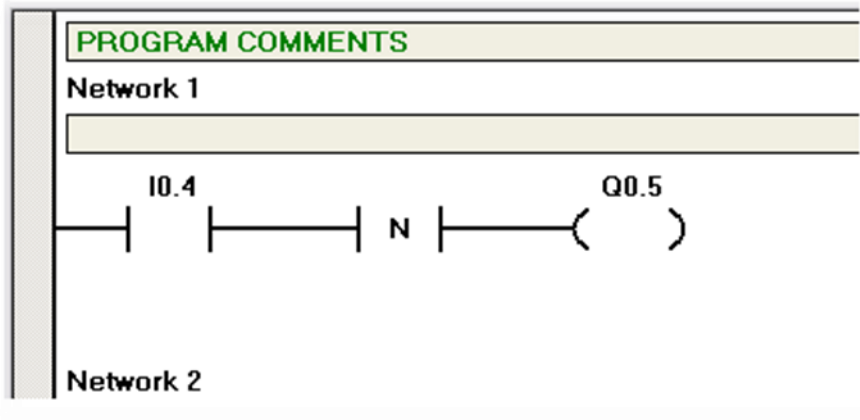 PROGRAM COMMENTS
Network 1
I0.4 Q0.5
N
Network 2